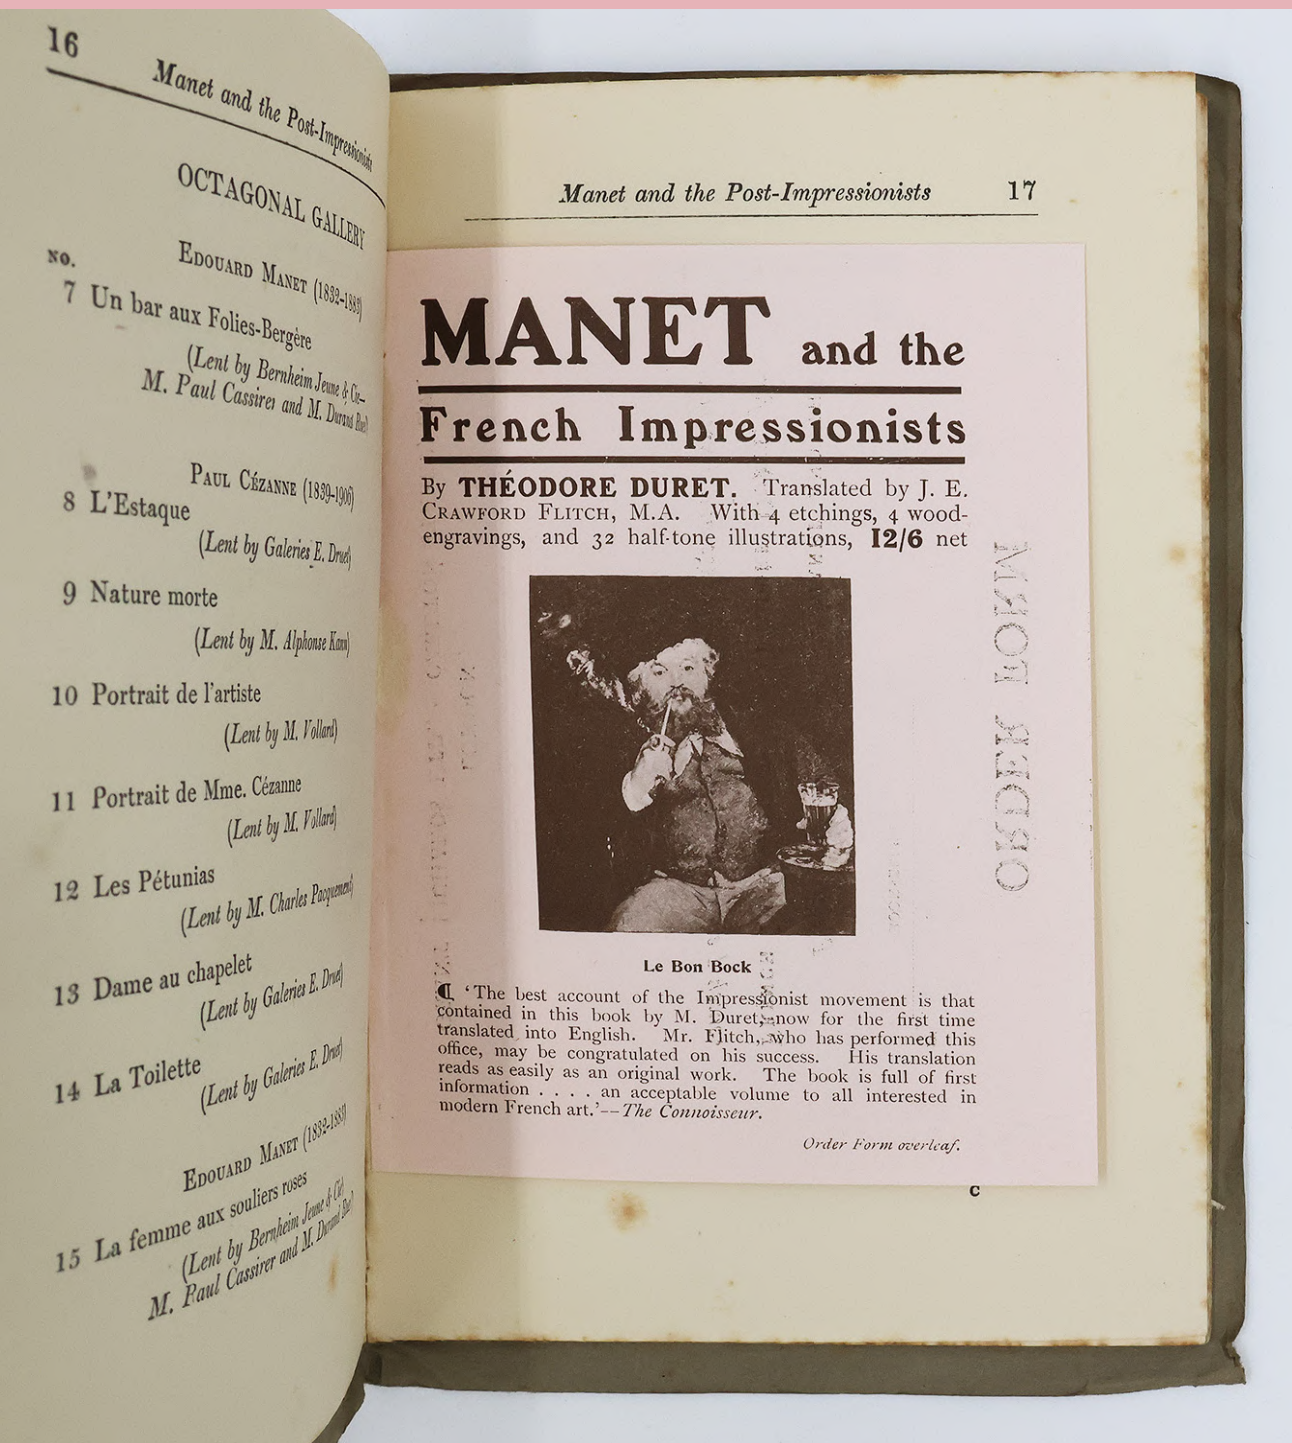 16
Manet and the Post-Impressionists
OCTAGONAL GALLERY
EDOUARD MANET (1832-1883)
NO.
7 Un bar aux Folies-Bergère
(Lent by Bernheim Jeune & Cie—
M. Paul Cassirer and M. Durand Ruel)
PAUL CÉZANNE (1839-1906)
8 L'Estaque
(Lent by Galeries E. Druet)
9 Nature morte
(Lent by M. Alphonse Kann)
10 Portrait de l'artiste
(Lent by M. Vollard)
11 Portrait de Mme. Cézanne
(Lent by M. Vollard)
12 Les Pétunias
(Lent by M. Charles Pacquement)
13 Dame au chapelet
(Lent by Galeries E. Druet)
14 La Toilette
(Lent by Galeries E. Druet)
EDOUARD MANET (1832-1883)
15 La femme aux souliers roses
(Lent by Bernheim Jeune & Cie)
M. Paul Cassirer and M. Durand Ruel)
Manet and the Post-Impressionists 17
MANET and the
French Impressionists
By THÉODORE DURET. Translated by J. E.
CRAWFORD FLITCH, M.A. With 4 etchings, 4 wood-
engravings, and 32 half-tone illustrations, 12/6 net
Le Bon Bock
¶ 'The best account of the Impressionist movement is that
contained in this book by M. Duret, now for the first time
translated into English. Mr. Flitch, who has performed this
office, may be congratulated on his success. His translation
reads as easily as an original work. The book is full of first
information . . . . an acceptable volume to all interested in
modern French art.'—The Connoisseur.
Order Form overleaf.
C
ORDER FORM